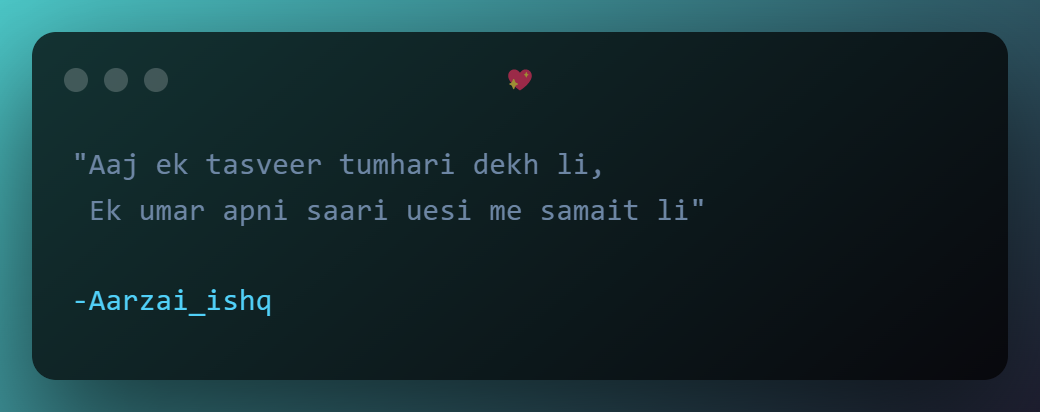 "Aaj ek tasveer tumhari dekh li,
Ek umar apni saari uesi me samait li"
-Aarzai_ishq